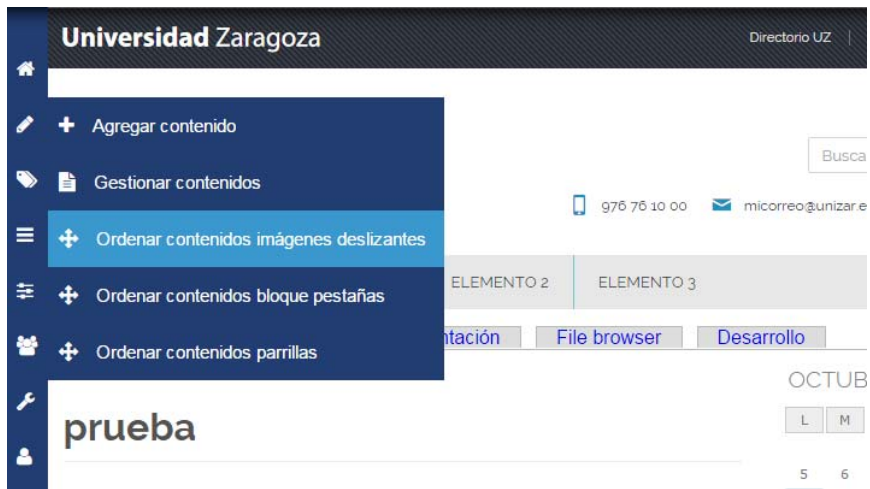 Universidad Zaragoza
Directorio UZ |
Agregar contenido
Busca
Gestionar contenidos
976 76 10 00 micorreo@unizar.e
Ordenar contenidos imágenes deslizantes
ELEMENTO 2 ELEMENTO 3
Ordenar contenidos bloque pestañas
ntación File browser Desarrollo
Ordenar contenidos parrillas
OCTUB
prueba
L M
5 6